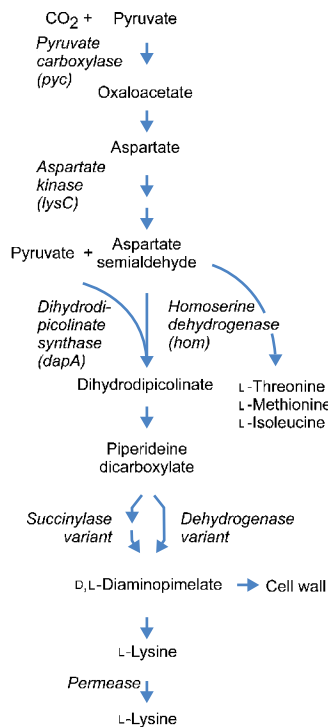 CO2 + Pyruvate
Pyruvate
carboxylase
(pyc)
Oxaloacetate
Aspartate
Aspartate
kinase
(lysC)
Pyruvate + Aspartate
semialdehyde
Dihydrodi-
picolinate
synthase
(dapA)
Homoserine
dehydrogenase
(hom)
Dihydrodipicolinate
L-Threonine
L-Methionine
L-Isoleucine
Piperideine
dicarboxylate
Succinylase
variant
Dehydrogenase
variant
D,L-Diaminopimelate
Cell wall
L-Lysine
Permease
L-Lysine